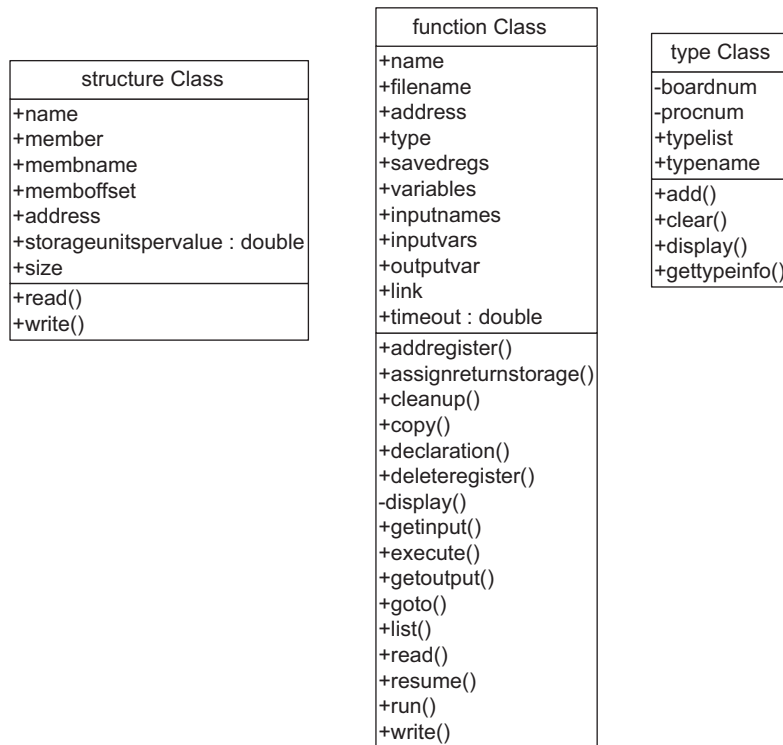 structure Class
+name
+member
+membname
+memboffset
+address
+storageunitspervalue : double
+size
+read()
+write()
function Class
+name
+filename
+address
+type
+savedregs
+variables
+inputnames
+inputvars
+outputvar
+link
+timeout : double
+addregister()
+assignreturnstorage()
+cleanup()
+copy()
+declaration()
+deleteregister()
-display()
+getinput()
+execute()
+getoutput()
+goto()
+list()
+read()
+resume()
+run()
+write()
type Class
-boardnum
-procnum
+typelist
+typename
+add()
+clear()
+display()
+gettypeinfo()